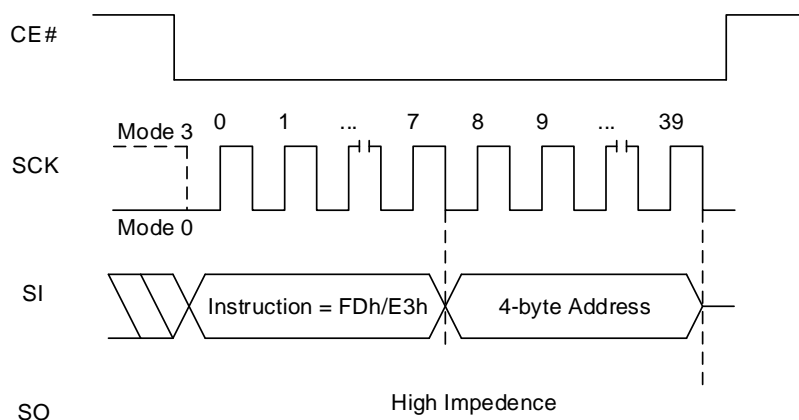 CE#
0 1 ... 7 8 9 ... 39
Mode 3
SCK
Mode 0
SI
Instruction = FDh/E3h
4-byte Address
High Impedence
SO